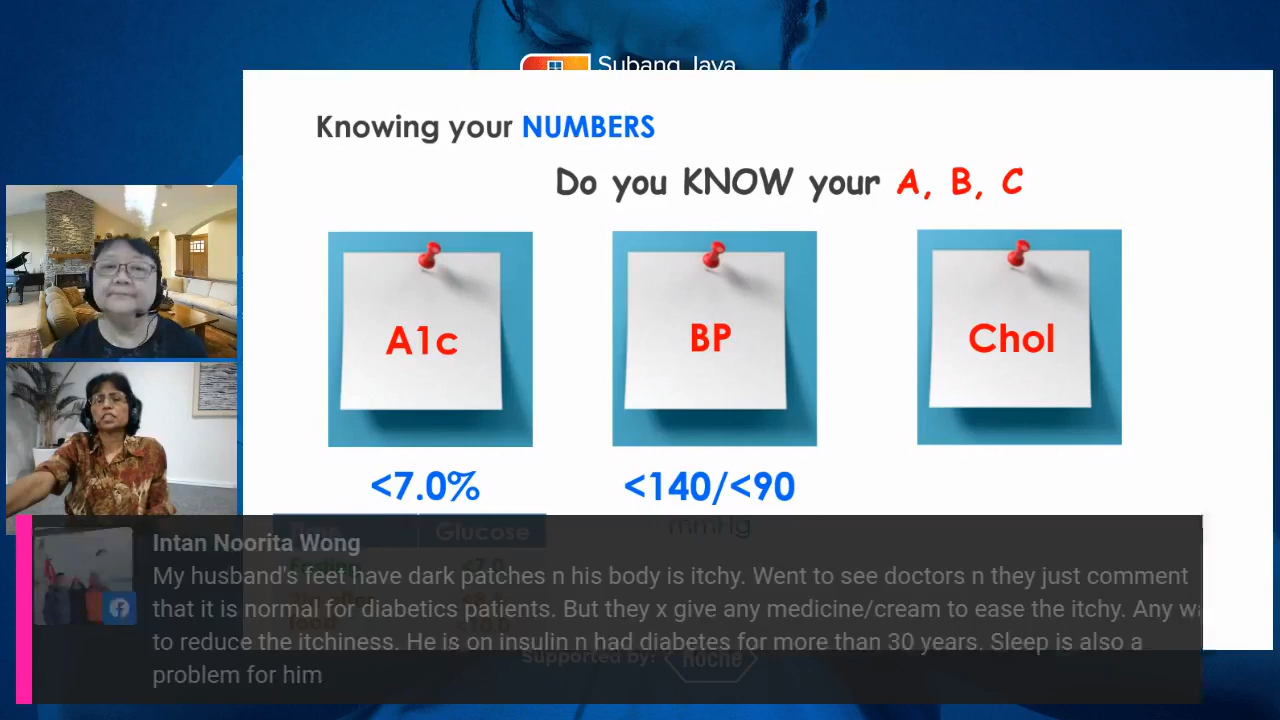 Subang Jaya
Knowing your NUMBERS
Do you KNOW your A, B, C
A1c
BP
Chol
<7.0%
<140/<90
mmHg
Time Glucose
Intan Noorita Wong
My husband's feet have dark patches n his body is itchy. Went to see doctors n they just comment
that it is normal for diabetics patients. But they x give any medicine/cream to ease the itchy. Any wa
to reduce the itchiness. He is on insulin n had diabetes for more than 30 years. Sleep is also a
problem for him
Supported by: Roche